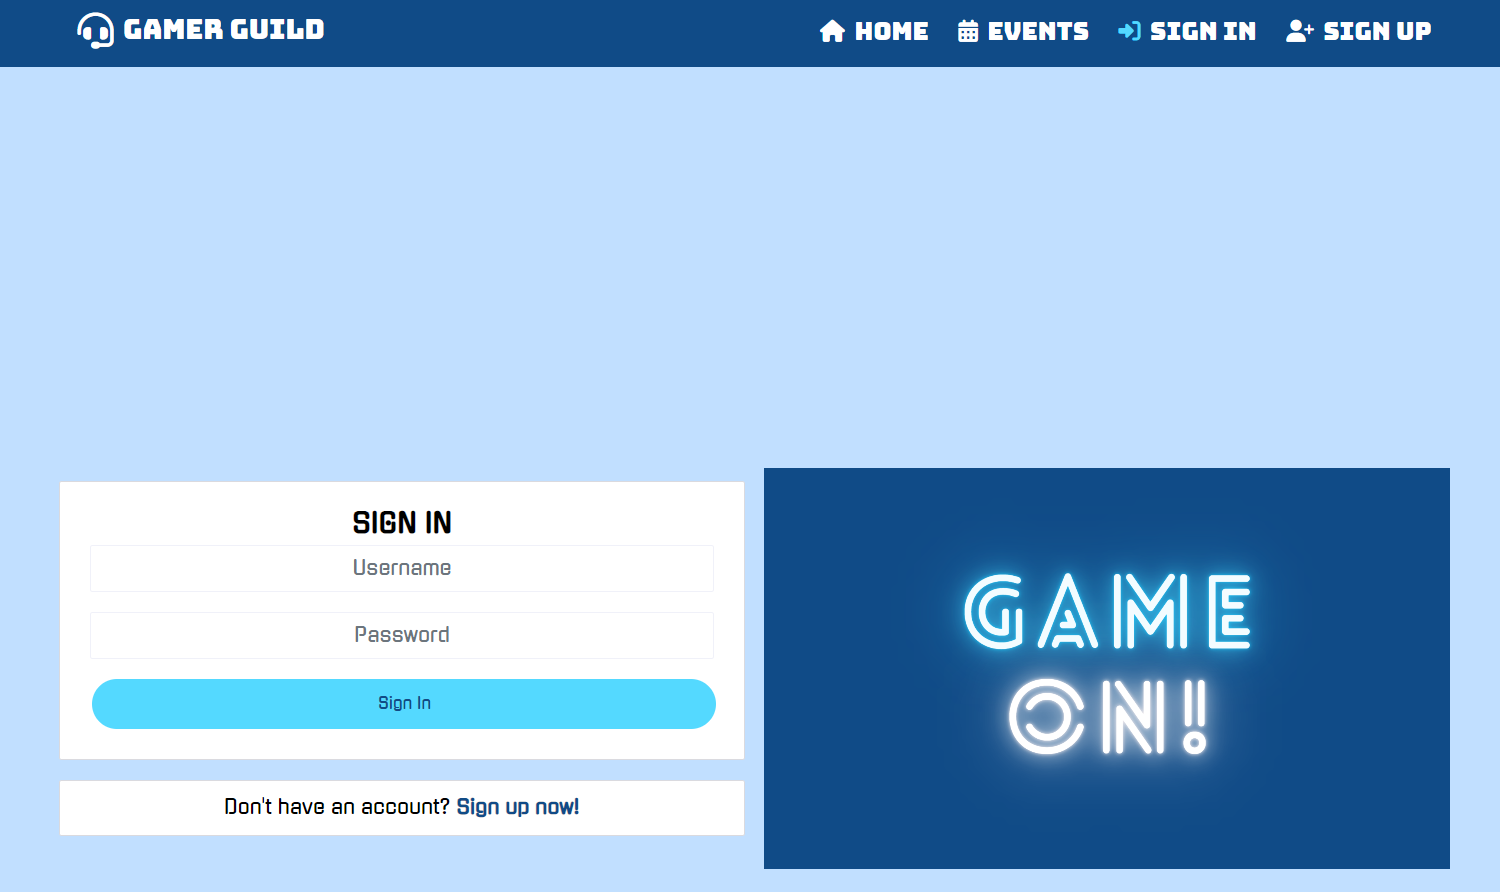 GAMER GUILD
HOME
EVENTS
SIGN IN
SIGN UP
SIGN IN
Username
Password
Sign In
Don't have an account? Sign up now!
GAME
ON!